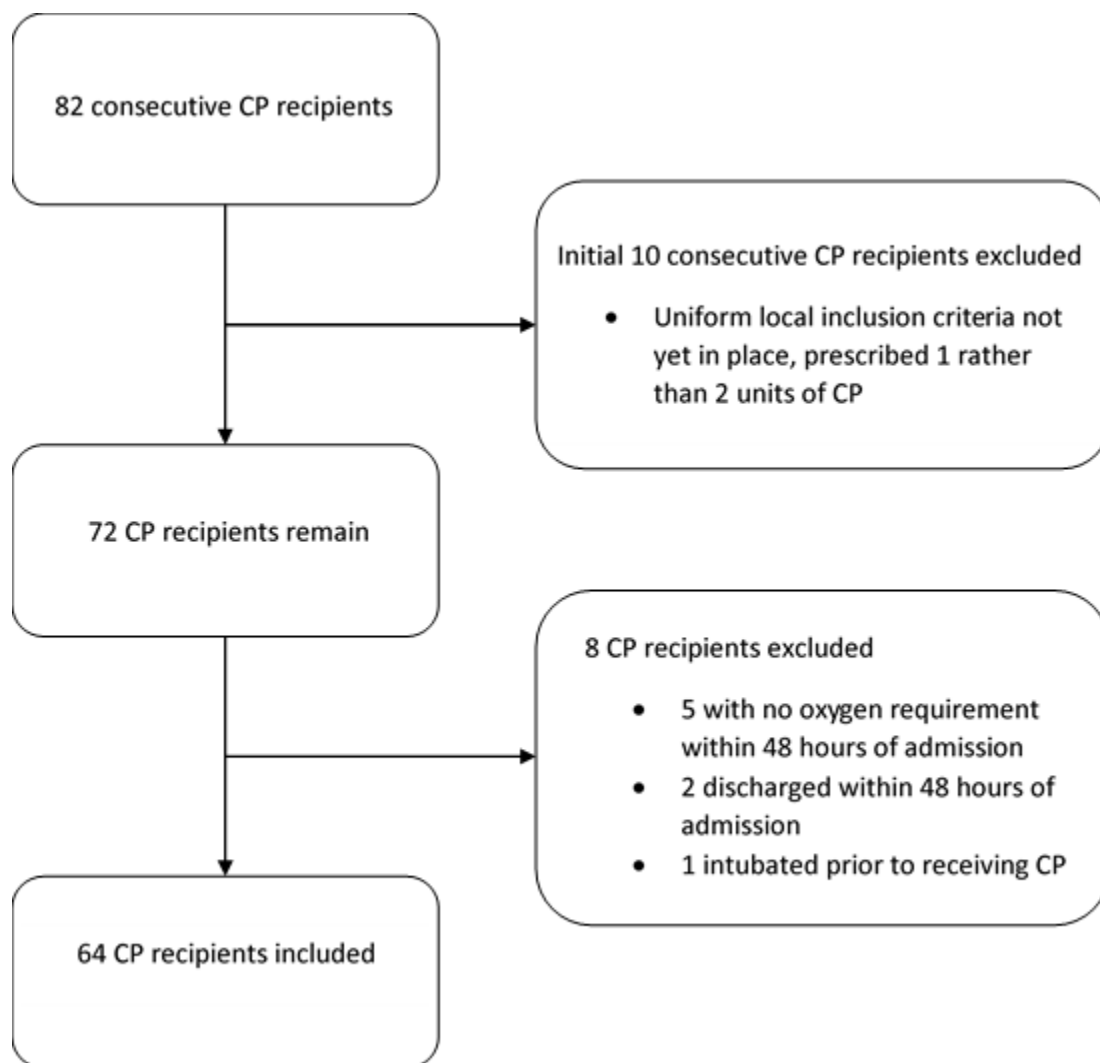 82 consecutive CP recipients
Initial 10 consecutive CP recipients excluded
• Uniform local inclusion criteria not
yet in place, prescribed 1 rather
than 2 units of CP
72 CP recipients remain
8 CP recipients excluded
• 5 with no oxygen requirement
within 48 hours of admission
• 2 discharged within 48 hours of
admission
• 1 intubated prior to receiving CP
64 CP recipients included